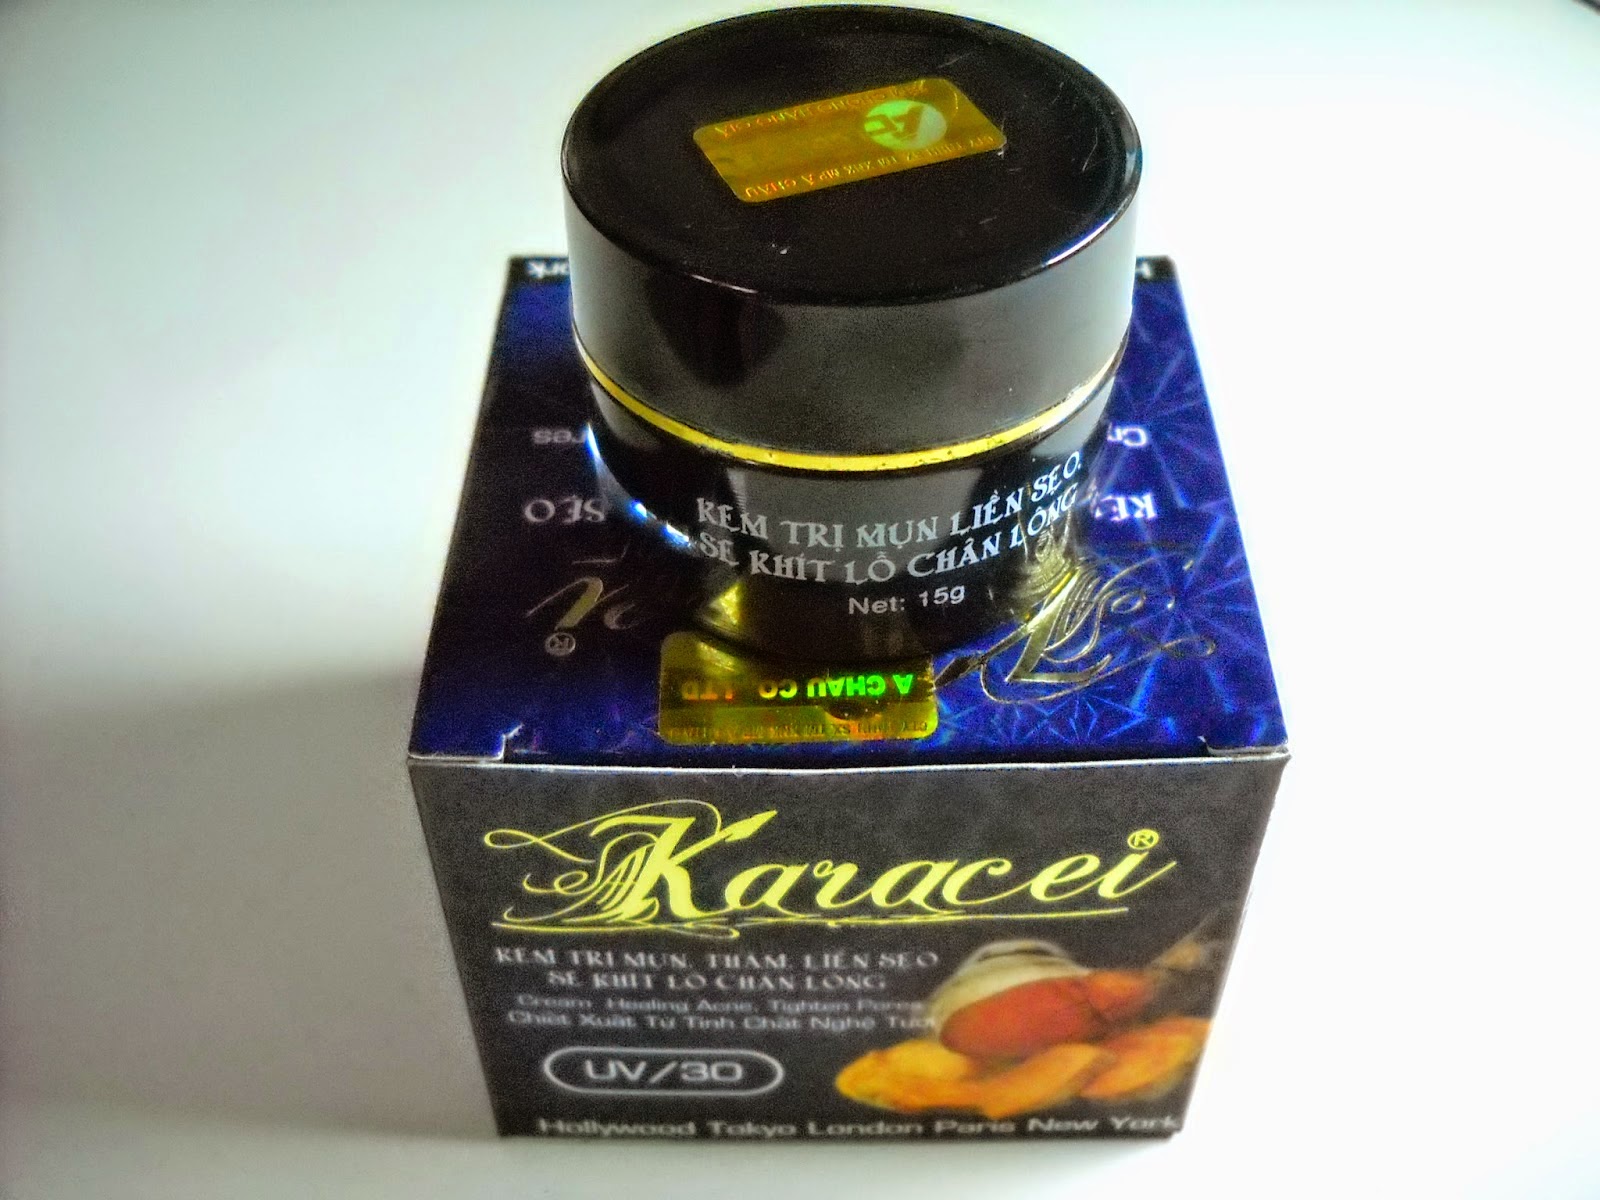 A CHÂU
KEM TRỊ MỤN LIỀN SẸO
SE KHÍT LỖ CHÂN LÔNG
Net: 15g
SẸO
A CHAU CO LTD
Karacei®
KEM TRỊ MỤN, THÂM, LIỀN SẸO
SE KHÍT LỖ CHÂN LÔNG
Cream Healing Acne, Tighten Pores
Chiết Xuất Từ Tinh Chất Nghệ Tươi
UV/30
Hollywood Tokyo London Paris New York